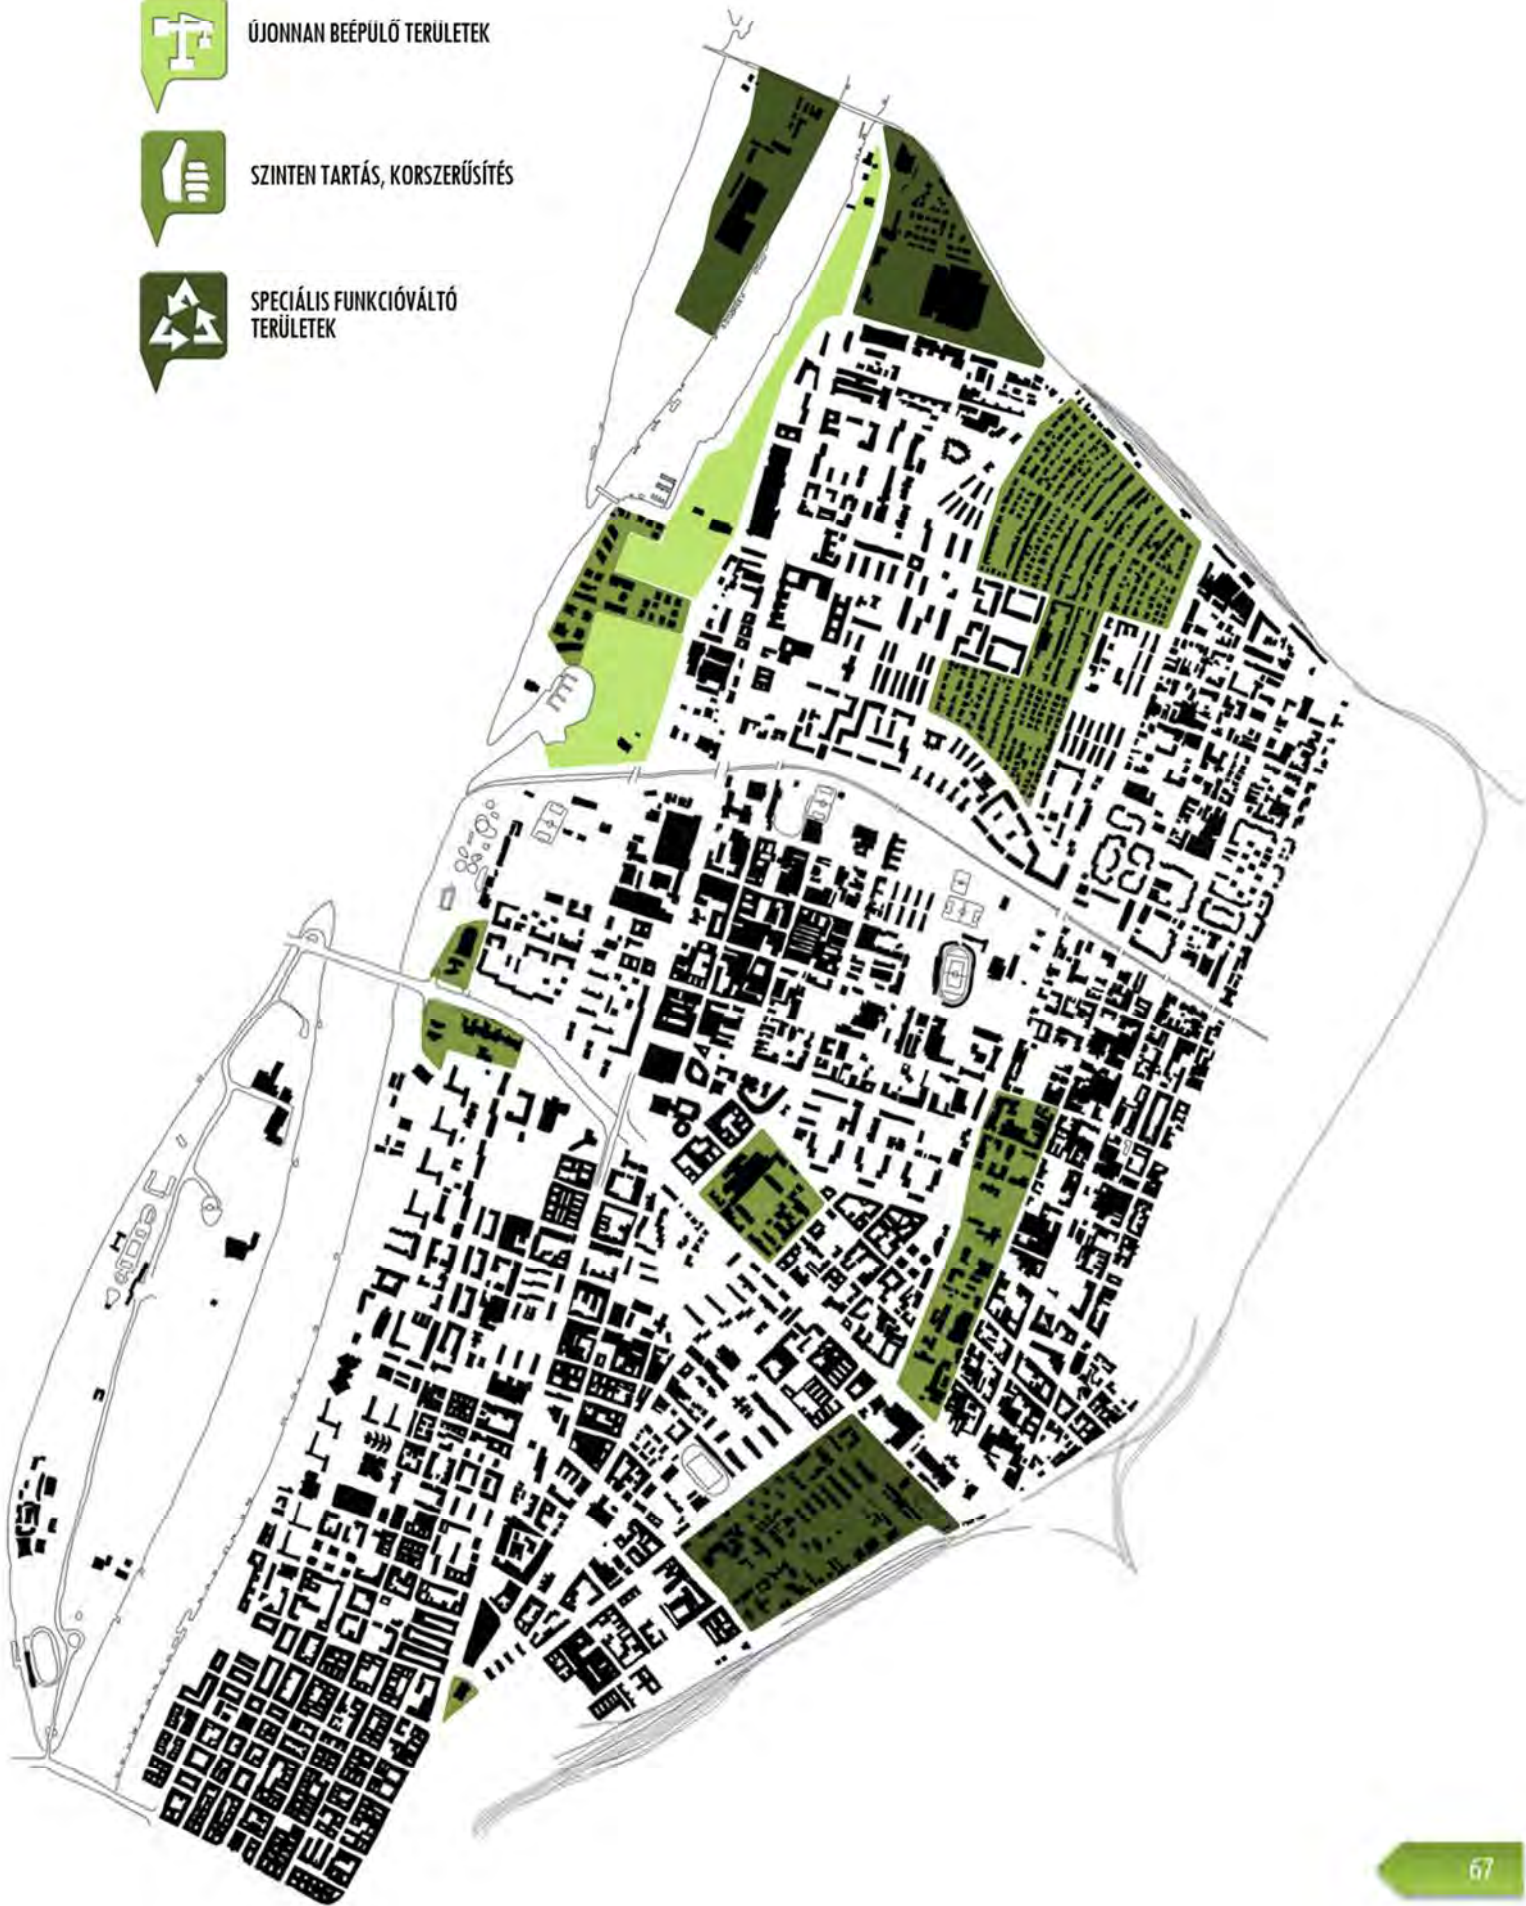 ÚJONNAN BEÉPÜLŐ TERÜLETEK
SZINTEN TARTÁS, KORSZERŰSÍTÉS
SPECIÁLIS FUNKCIÓVÁLTÓ
TERÜLETEK
67